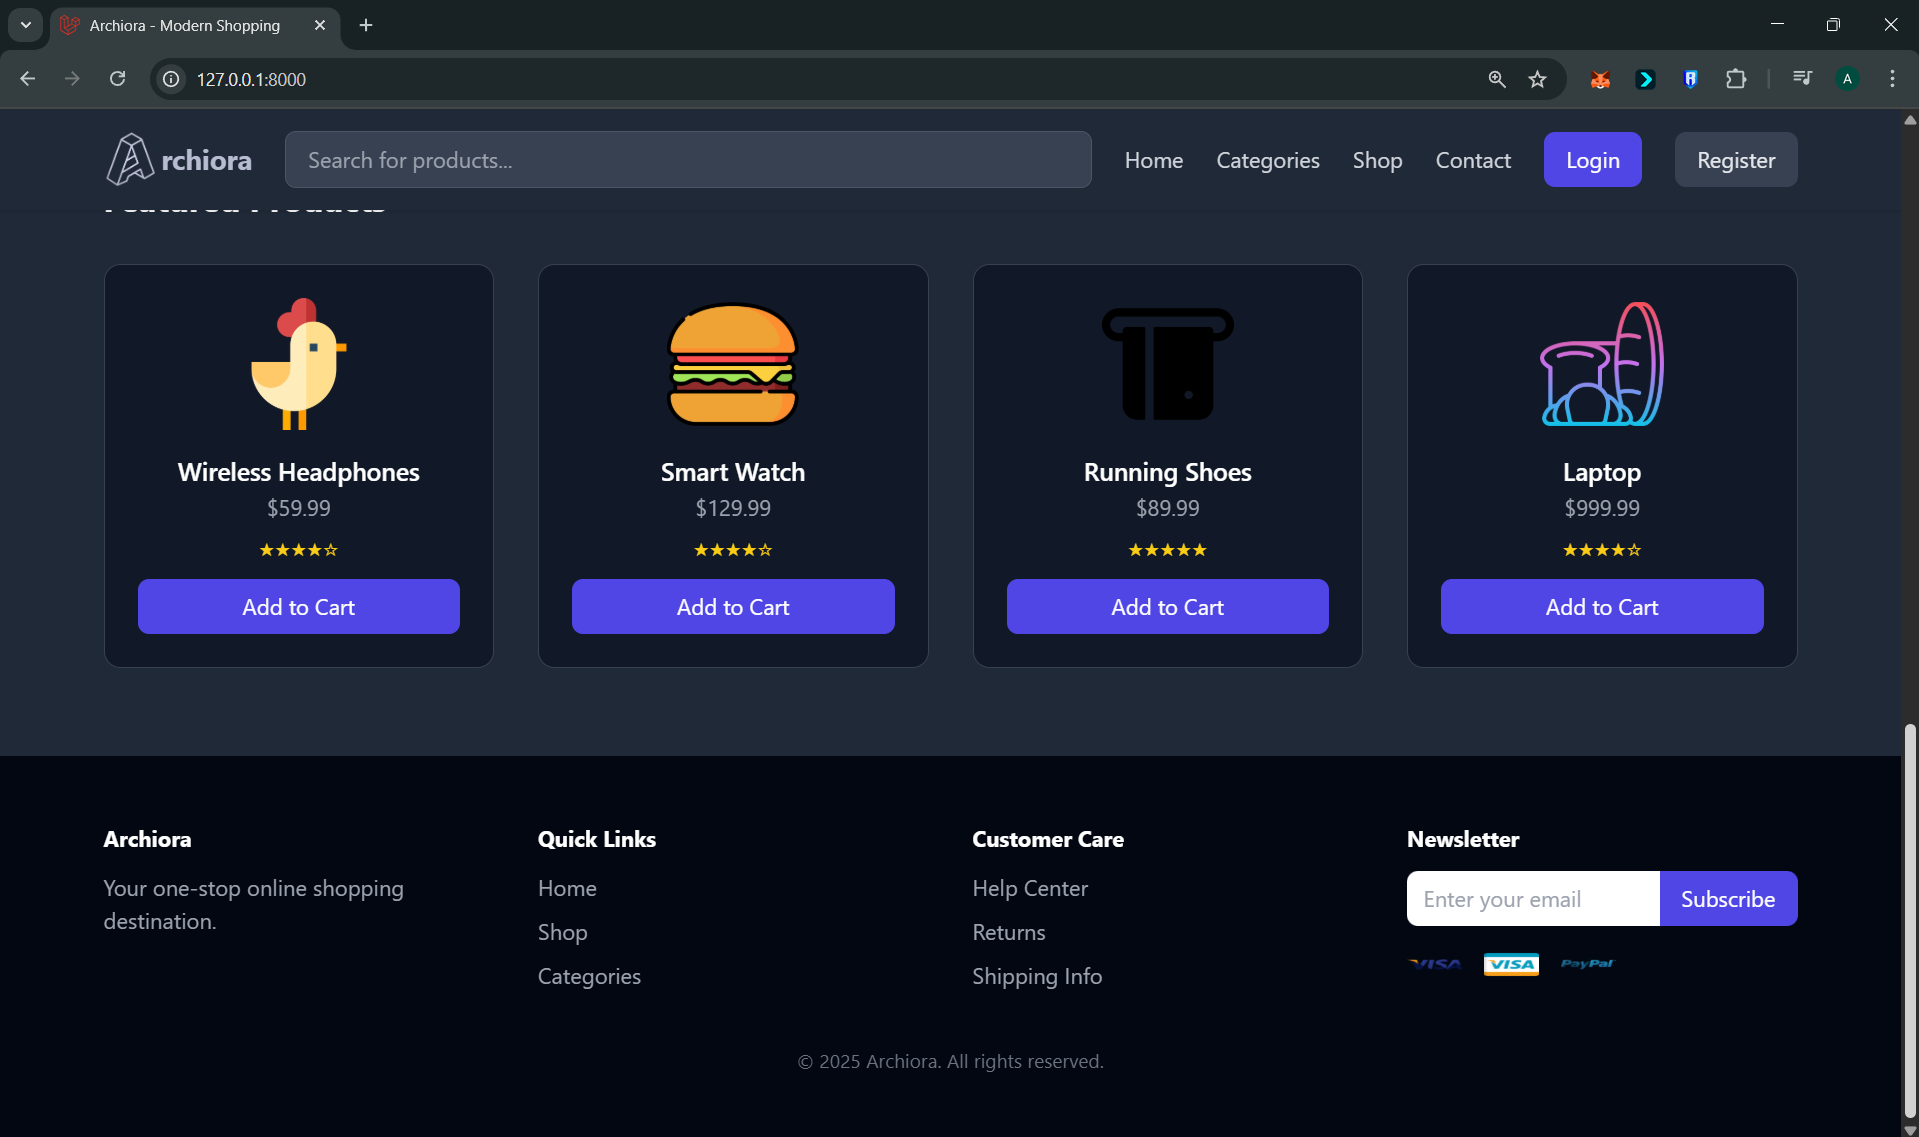 Archiora - Modern Shopping
127.0.0.1:8000
A
rchiora
Search for products...
Home
Categories
Shop
Contact
Login
Register
Featured Products
Wireless Headphones
$59.99
★★★★☆
Add to Cart
Smart Watch
$129.99
★★★★☆
Add to Cart
Running Shoes
$89.99
★★★★★
Add to Cart
Laptop
$999.99
★★★★☆
Add to Cart
Archiora
Your one-stop online shopping
destination.
Quick Links
Home
Shop
Categories
Customer Care
Help Center
Returns
Shipping Info
Newsletter
Enter your email
Subscribe
VISA
VISA
PayPal
© 2025 Archiora. All rights reserved.